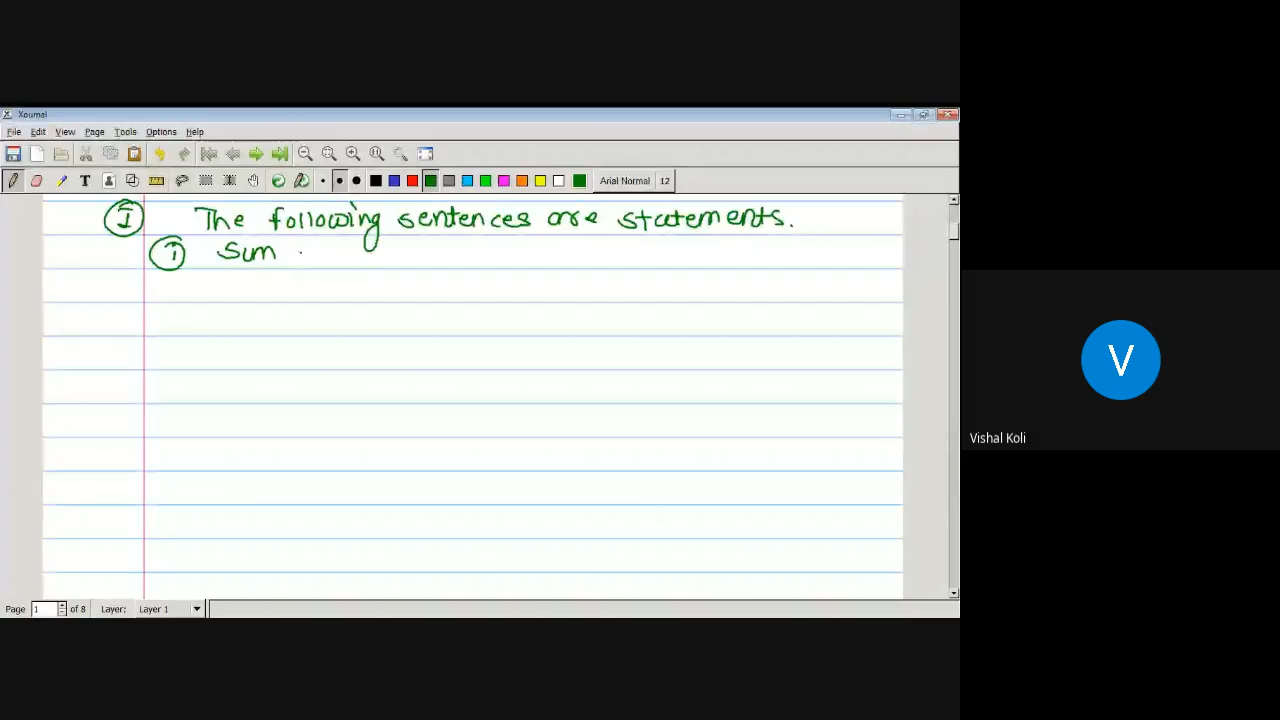 Xournal
File Edit View Page Tools Options Help
T Arial Normal 12
I The following sentences are statements.
i Sum
Page 1 of 8 Layer: Layer 1
V
Vishal Koli